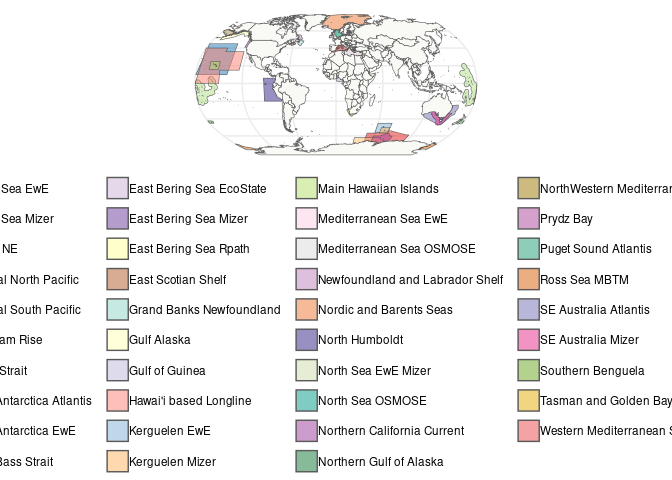 Sea EwE East Bering Sea EcoState Main Hawaiian Islands NorthWestern Mediterran
Sea Mizer East Bering Sea Mizer Mediterranean Sea EwE Prydz Bay
NE East Bering Sea Rpath Mediterranean Sea OSMOSE Puget Sound Atlantis
al North Pacific East Scotian Shelf Newfoundland and Labrador Shelf Ross Sea MBTM
al South Pacific Grand Banks Newfoundland Nordic and Barents Seas SE Australia Atlantis
am Rise Gulf Alaska North Humboldt SE Australia Mizer
Strait Gulf of Guinea North Sea EwE Mizer Southern Benguela
Antarctica Atlantis Hawai'i based Longline North Sea OSMOSE Tasman and Golden Bay
Antarctica EwE Kerguelen EwE Northern California Current Western Mediterranean S
Bass Strait Kerguelen Mizer Northern Gulf of Alaska